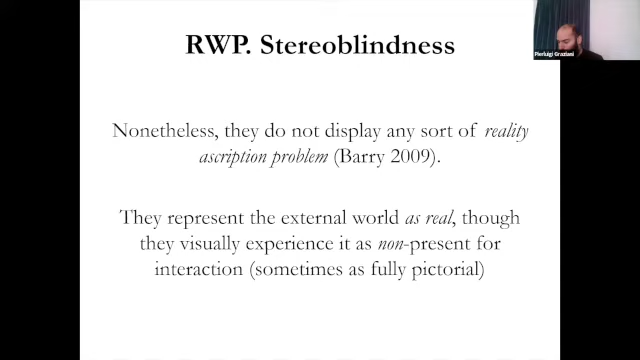 RWP. Stereoblindness
Pierluigi Graziani
Nonetheless, they do not display any sort of reality
ascription problem (Barry 2009).
They represent the external world as real, though
they visually experience it as non-present for
interaction (sometimes as fully pictorial)